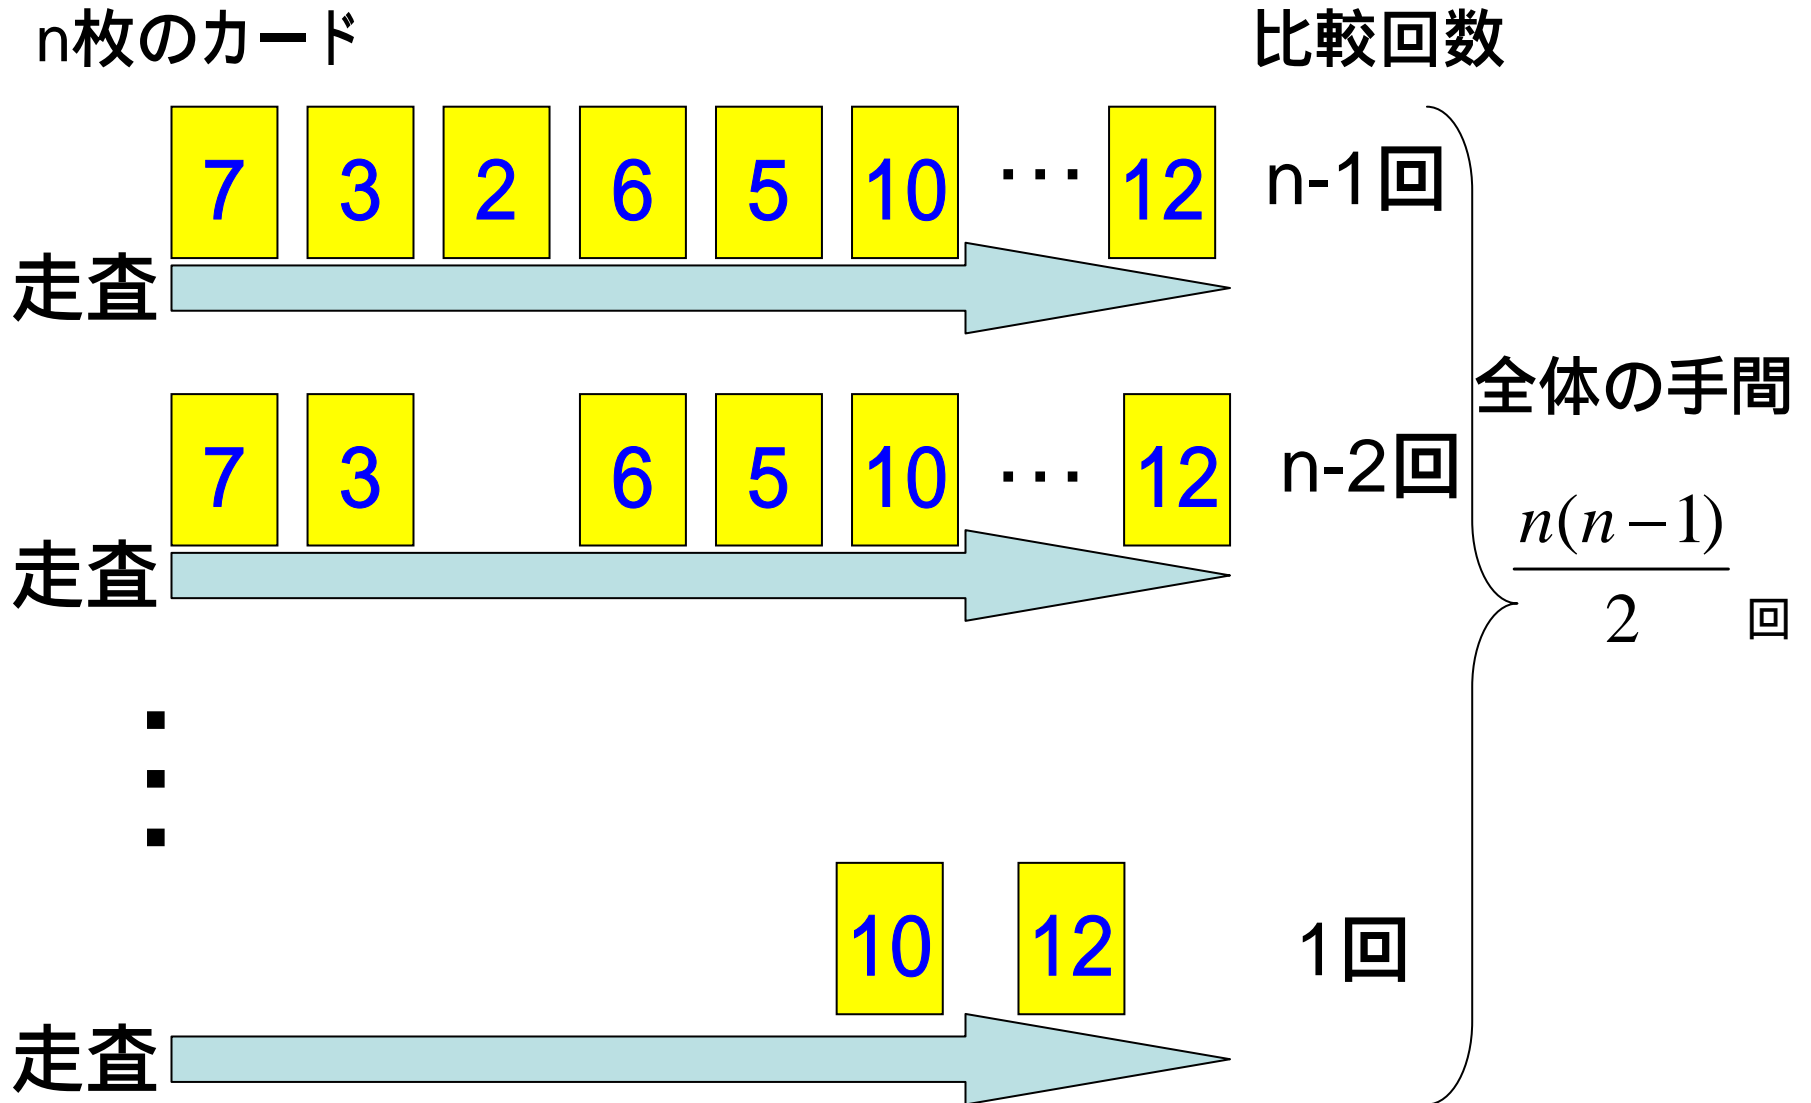 n枚のカード 比較回数
7 3 2 6 5 10 ・・・ 12 n-1回
走査
全体の手間
7 3 6 5 10 ・・・ 12 n-2回
n(n－1)
走査
2 回
・
・
・
10 12 1回
走査